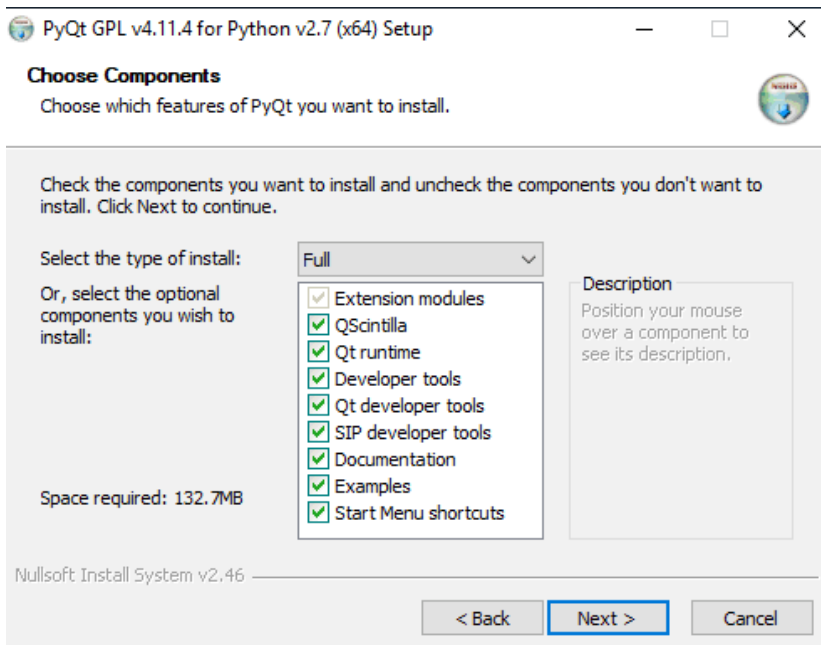 PyQt GPL v4.11.4 for Python v2.7 (x64) Setup
Choose Components
Choose which features of PyQt you want to install.
Check the components you want to install and uncheck the components you don't want to
install. Click Next to continue.
Select the type of install:
Full
Or, select the optional
components you wish to
install:
Extension modules
QScintilla
Qt runtime
Developer tools
Qt developer tools
SIP developer tools
Documentation
Examples
Start Menu shortcuts
Description
Position your mouse
over a component to
see its description.
Space required: 132.7MB
Nullsoft Install System v2.46
< Back
Next >
Cancel